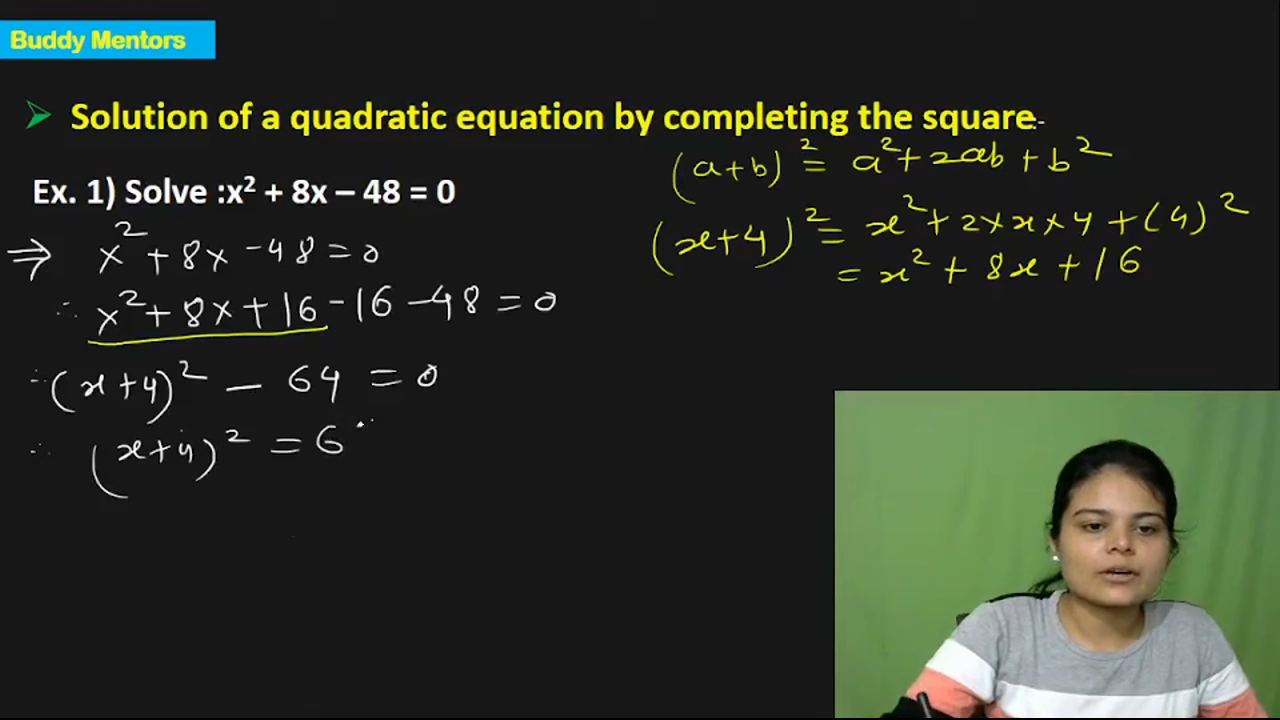 Buddy Mentors
➢ Solution of a quadratic equation by completing the square
(a+b)² = a² + 2ab + b²
Ex. 1) Solve :x² + 8x – 48 = 0
(x+4)² = x² + 2×x×4 + (4)²
= x² + 8x + 16
⇒ x² + 8x - 48 = 0
∴ x² + 8x + 16 - 16 - 48 = 0
∴ (x+4)² - 64 = 0
∴ (x+4)² = 6